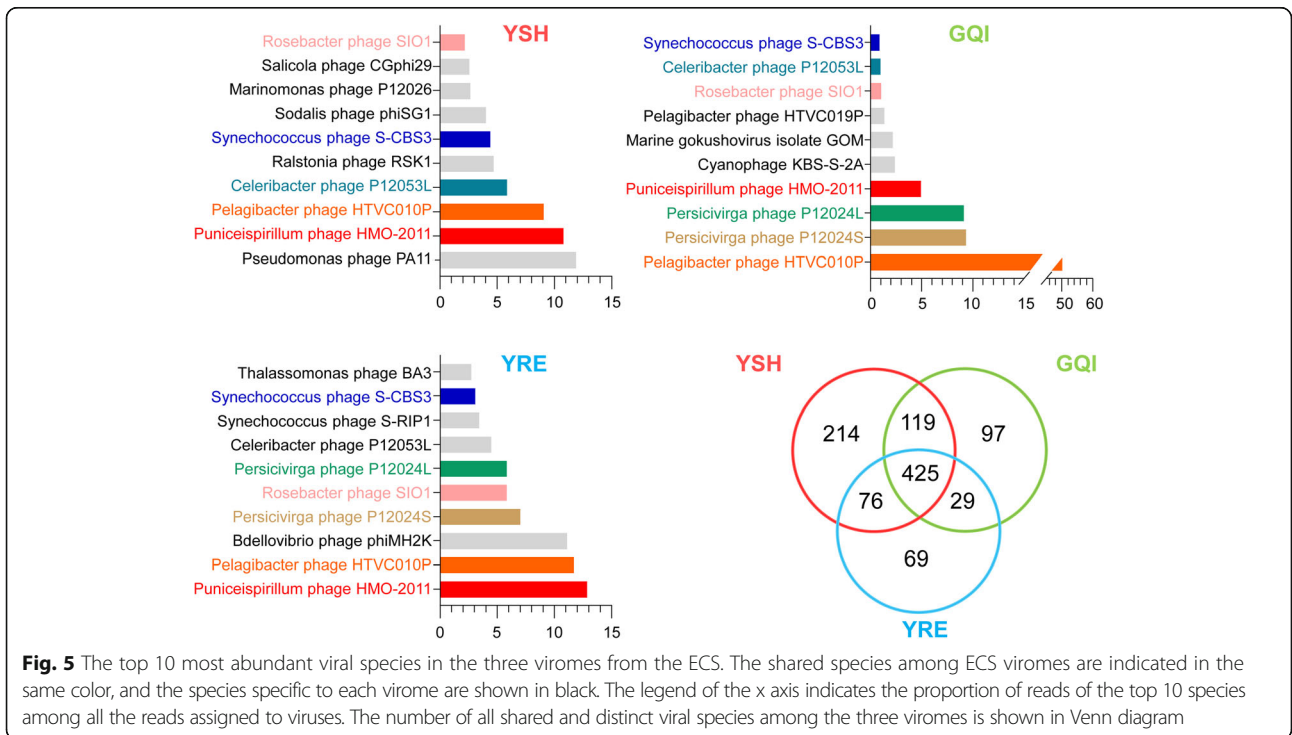 YSH
Rosebacter phage SIO1
Salicola phage CGphi29
Marinomonas phage P12026
Sodalis phage phiSG1
Synechococcus phage S-CBS3
Ralstonia phage RSK1
Celeribacter phage P12053L
Pelagibacter phage HTVC010P
Puniceispirillum phage HMO-2011
Pseudomonas phage PA11
0 5 10 15
GQI
Synechococcus phage S-CBS3
Celeribacter phage P12053L
Rosebacter phage SIO1
Pelagibacter phage HTVC019P
Marine gokushovirus isolate GOM
Cyanophage KBS-S-2A
Puniceispirillum phage HMO-2011
Persicivirga phage P12024L
Persicivirga phage P12024S
Pelagibacter phage HTVC010P
0 5 10 15 50 60
YRE
Thalassomonas phage BA3
Synechococcus phage S-CBS3
Synechococcus phage S-RIP1
Celeribacter phage P12053L
Persicivirga phage P12024L
Rosebacter phage SIO1
Persicivirga phage P12024S
Bdellovibrio phage phiMH2K
Pelagibacter phage HTVC010P
Puniceispirillum phage HMO-2011
0 5 10 15
YSH GQI
214 119 97
425
76 29
69
YRE
Fig. 5 The top 10 most abundant viral species in the three viromes from the ECS. The shared species among ECS viromes are indicated in the
same color, and the species specific to each virome are shown in black. The legend of the x axis indicates the proportion of reads of the top 10 species
among all the reads assigned to viruses. The number of all shared and distinct viral species among the three viromes is shown in Venn diagram